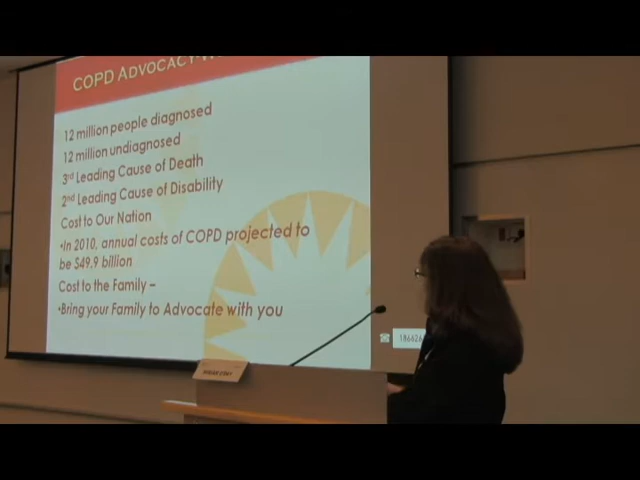 COPD ADVOCACY
12 million people diagnosed
12 million undiagnosed
3rd Leading Cause of Death
2nd Leading Cause of Disability
Cost to Our Nation
•In 2010, annual costs of COPD projected to
be $49.9 billion
Cost to the Family –
•Bring your Family to Advocate with you
18662A